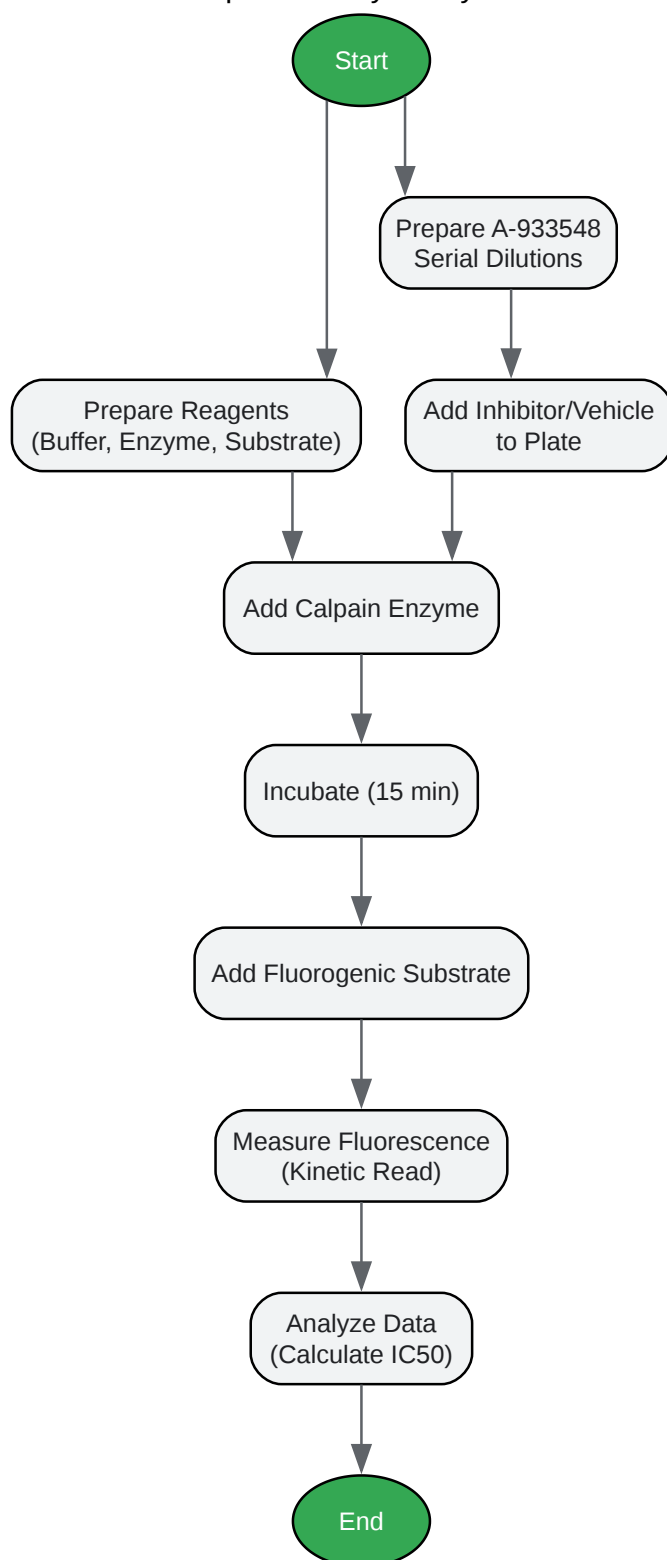 Start
Prepare A-933548
Serial Dilutions
Prepare Reagents
(Buffer, Enzyme, Substrate)
Add Inhibitor/Vehicle
to Plate
Add Calpain Enzyme
Incubate (15 min)
Add Fluorogenic Substrate
Measure Fluorescence
(Kinetic Read)
Analyze Data
(Calculate IC50)
End